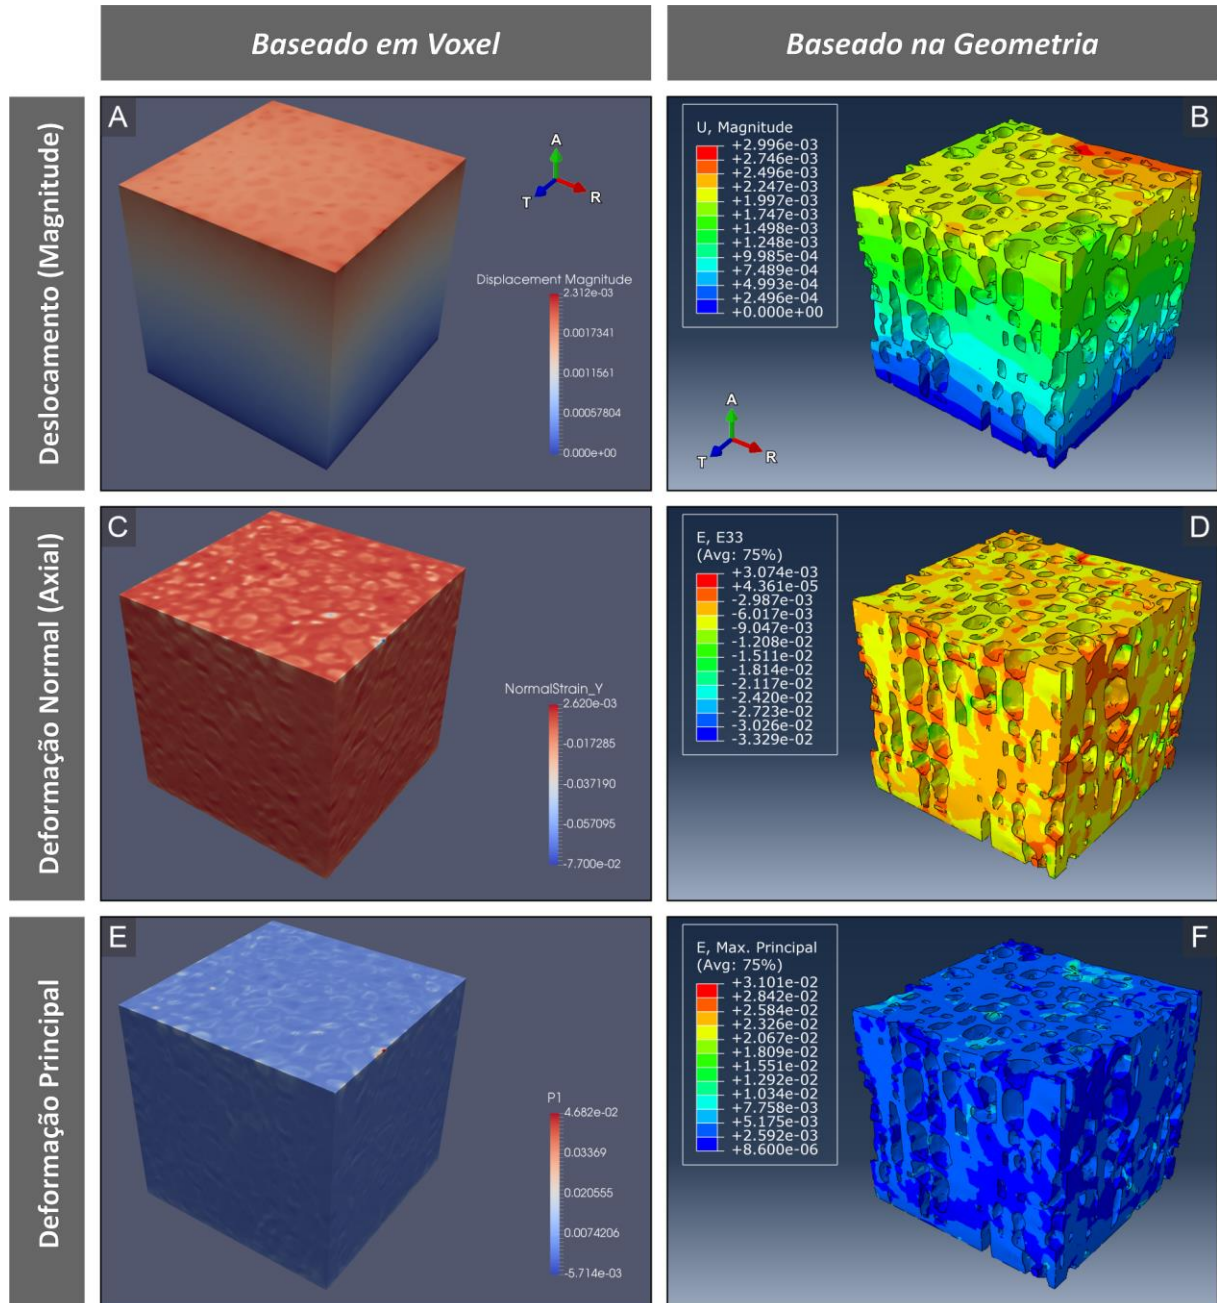 Baseado em Voxel
Baseado na Geometria
Deslocamento (Magnitude)
A
A
T
R
Displacement Magnitude
2.312e-03
0.0017341
0.0011561
0.00057804
0.000e+00
B
U, Magnitude
+2.996e-03
+2.746e-03
+2.496e-03
+2.247e-03
+1.997e-03
+1.747e-03
+1.498e-03
+1.248e-03
+9.985e-04
+7.489e-04
+4.993e-04
+2.496e-04
+0.000e+00
A
T
R
Deformação Normal (Axial)
C
NormalStrain_Y
2.620e-03
-0.017285
-0.037190
-0.057095
-7.700e-02
D
E, E33
(Avg: 75%)
+3.074e-03
+4.361e-05
-2.987e-03
-6.017e-03
-9.047e-03
-1.208e-02
-1.511e-02
-1.814e-02
-2.117e-02
-2.420e-02
-2.723e-02
-3.026e-02
-3.329e-02
Deformação Principal
E
P1
4.682e-02
0.03369
0.020555
0.0074206
-5.714e-03
F
E, Max. Principal
(Avg: 75%)
+3.101e-02
+2.842e-02
+2.584e-02
+2.326e-02
+2.067e-02
+1.809e-02
+1.551e-02
+1.292e-02
+1.034e-02
+7.758e-03
+5.175e-03
+2.592e-03
+8.600e-06